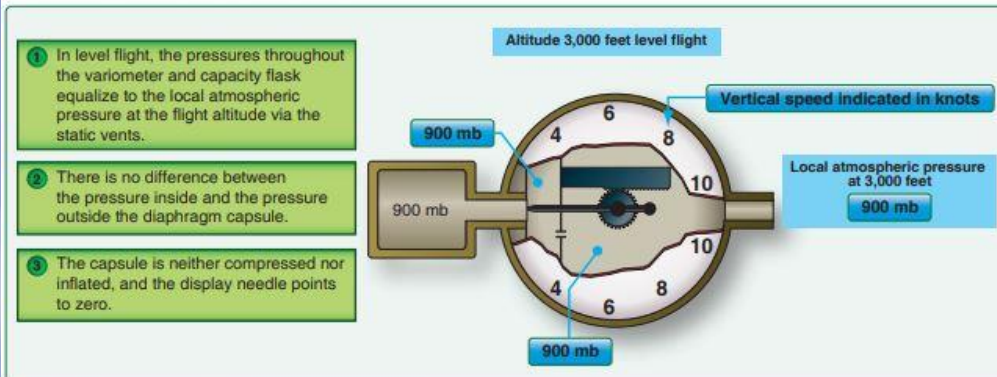 1 In level flight, the pressures throughout
the variometer and capacity flask
equalize to the local atmospheric
pressure at the flight altitude via the
static vents.
2 There is no difference between
the pressure inside and the pressure
outside the diaphragm capsule.
3 The capsule is neither compressed nor
inflated, and the display needle points
to zero.
Altitude 3,000 feet level flight
Vertical speed indicated in knots
900 mb
4
6
8
10
900 mb
10
8
6
4
900 mb
Local atmospheric pressure
at 3,000 feet
900 mb